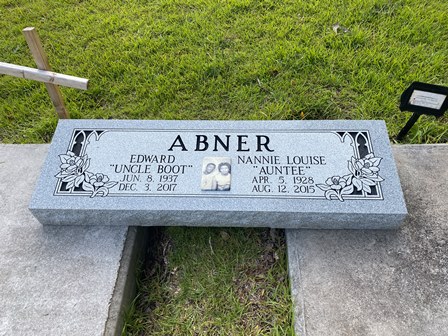 ABNER
EDWARD
"UNCLE BOOT"
JUN. 8, 1937
DEC. 3, 2017
NANNIE LOUISE
"AUNTEE"
APR. 5, 1928
AUG. 12, 2015